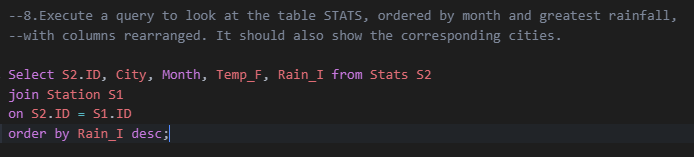 --8.Execute a query to look at the table STATS, ordered by month and greatest rainfall,
--with columns rearranged. It should also show the corresponding cities.
Select S2.ID, City, Month, Temp_F, Rain_I from Stats S2
join Station S1
on S2.ID = S1.ID
order by Rain_I desc;